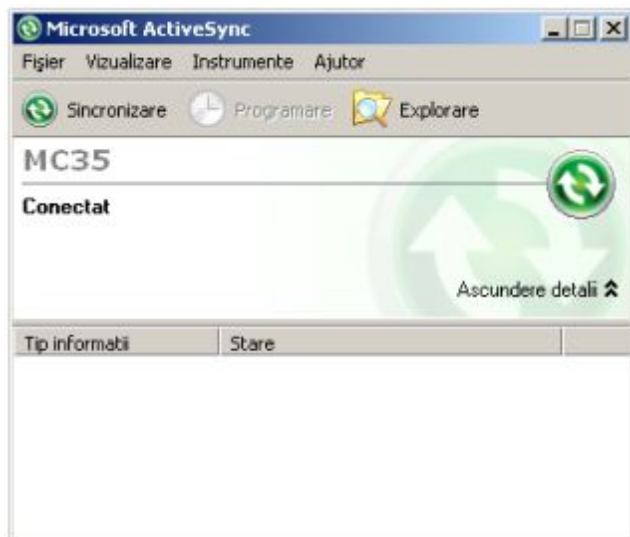 Microsoft ActiveSync
Fişier Vizualizare Instrumente Ajutor
Sincronizare Programare Explorare
MC35
Conectat
Ascundere detalii
Tip informatii Stare